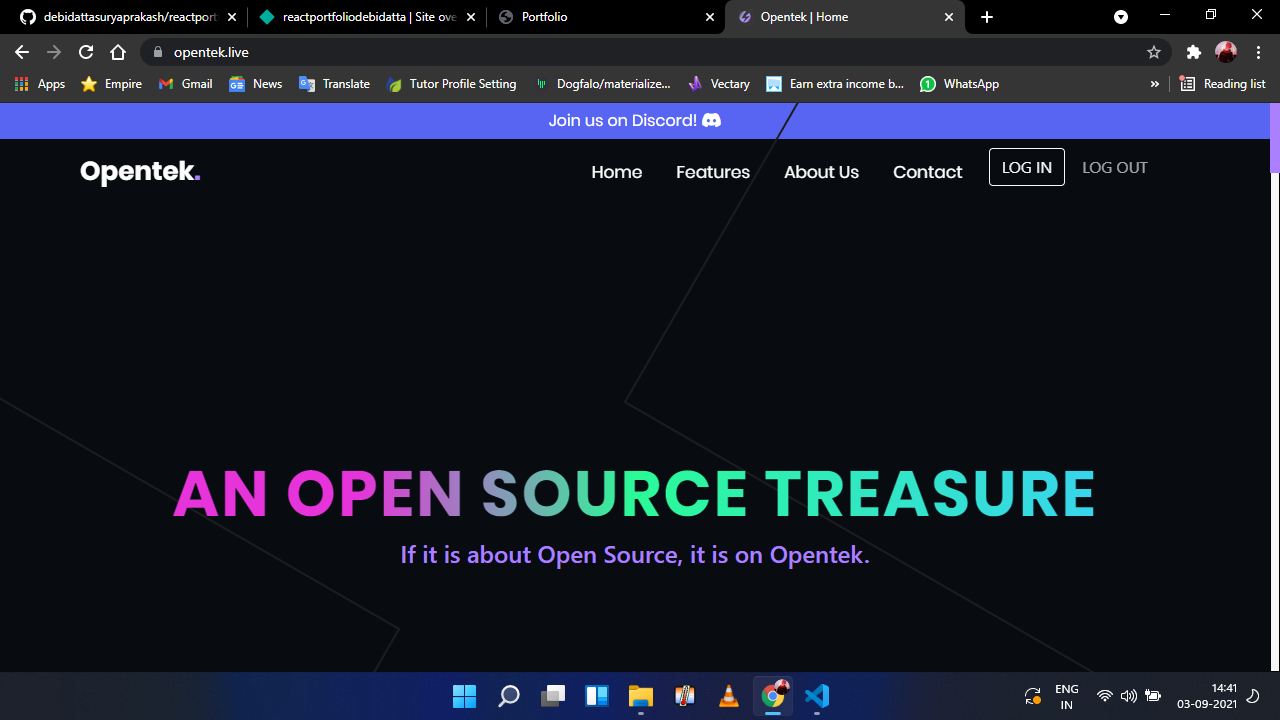 debidattasuryaprakash/reactport
reactportfoliodebidatta | Site ove
Portfolio
Opentek | Home
opentek.live
Apps
Empire
Gmail
News
Translate
Tutor Profile Setting
Dogfalo/materialize...
Vectary
Earn extra income b...
1
WhatsApp
»
Reading list
Join us on Discord!
Opentek.
Home
Features
About Us
Contact
LOG IN
LOG OUT
AN OPEN SOURCE TREASURE
If it is about Open Source, it is on Opentek.
ENG
IN
14:41
03-09-2021